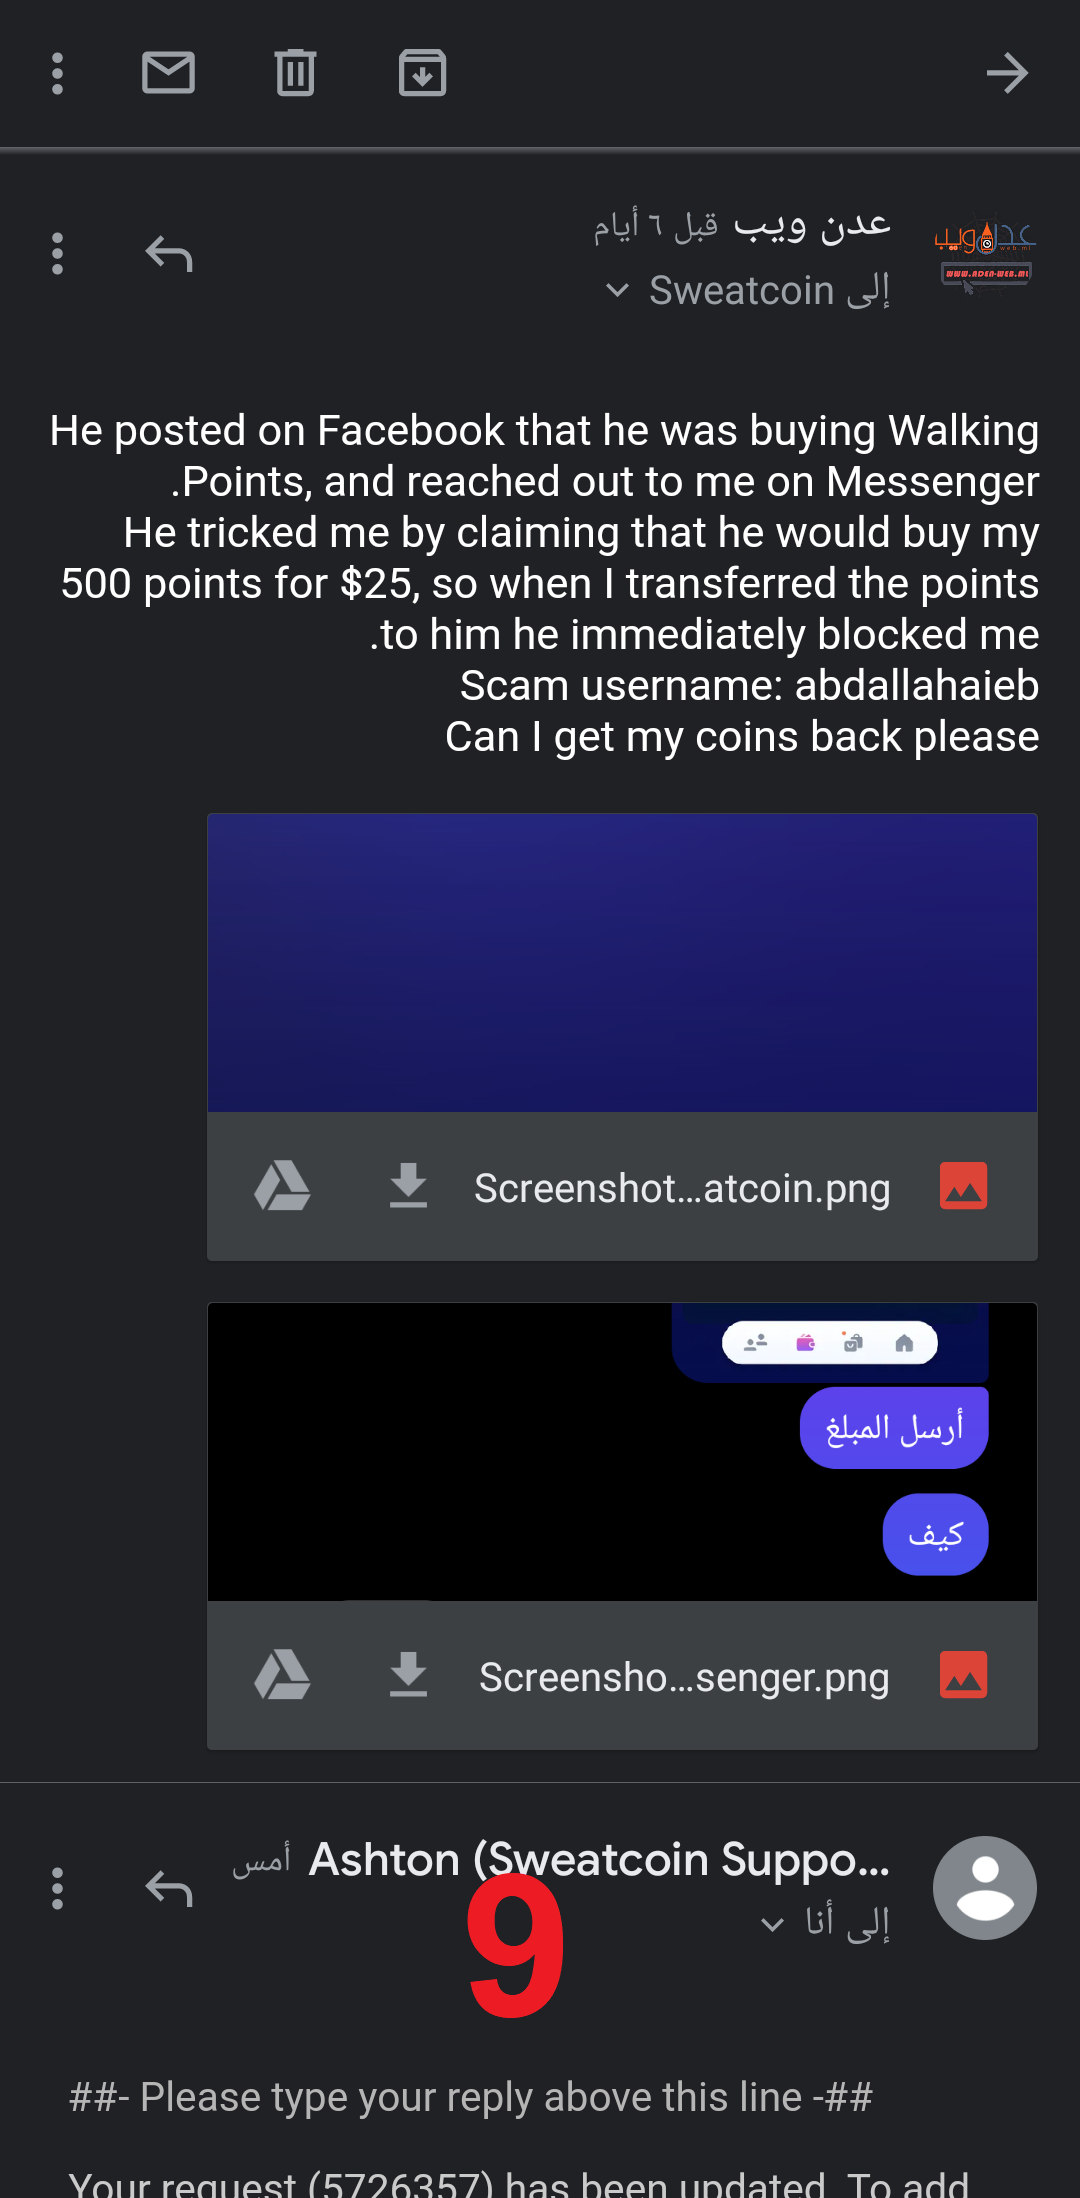 عدن ويب قبل ٦ أيام
إلى Sweatcoin
عدن ويب
web.ml
WWW.ADEN-WEB.ML
He posted on Facebook that he was buying Walking
Points, and reached out to me on Messenger.
He tricked me by claiming that he would buy my
500 points for $25, so when I transferred the points
to him he immediately blocked me.
Scam username: abdallahaieb
Can I get my coins back please
Screenshot...atcoin.png
أرسل المبلغ
كيف
Screensho...senger.png
Ashton (Sweatcoin Suppo... أمس
إلى أنا
9
##- Please type your reply above this line -##
Your request (5726357) has been updated. To add